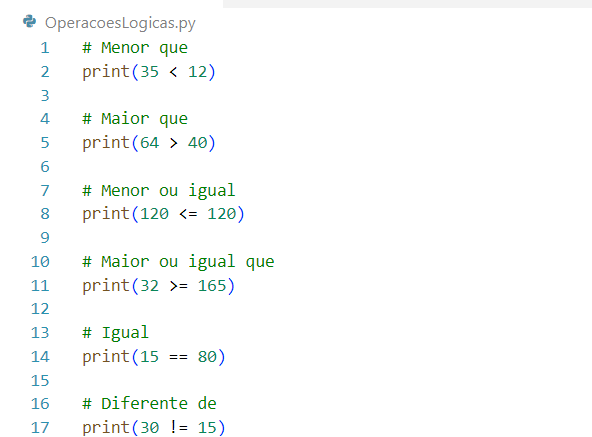 OperacoesLogicas.py
1 # Menor que
2 print(35 < 12)
3
4 # Maior que
5 print(64 > 40)
6
7 # Menor ou igual
8 print(120 <= 120)
9
10 # Maior ou igual que
11 print(32 >= 165)
12
13 # Igual
14 print(15 == 80)
15
16 # Diferente de
17 print(30 != 15)